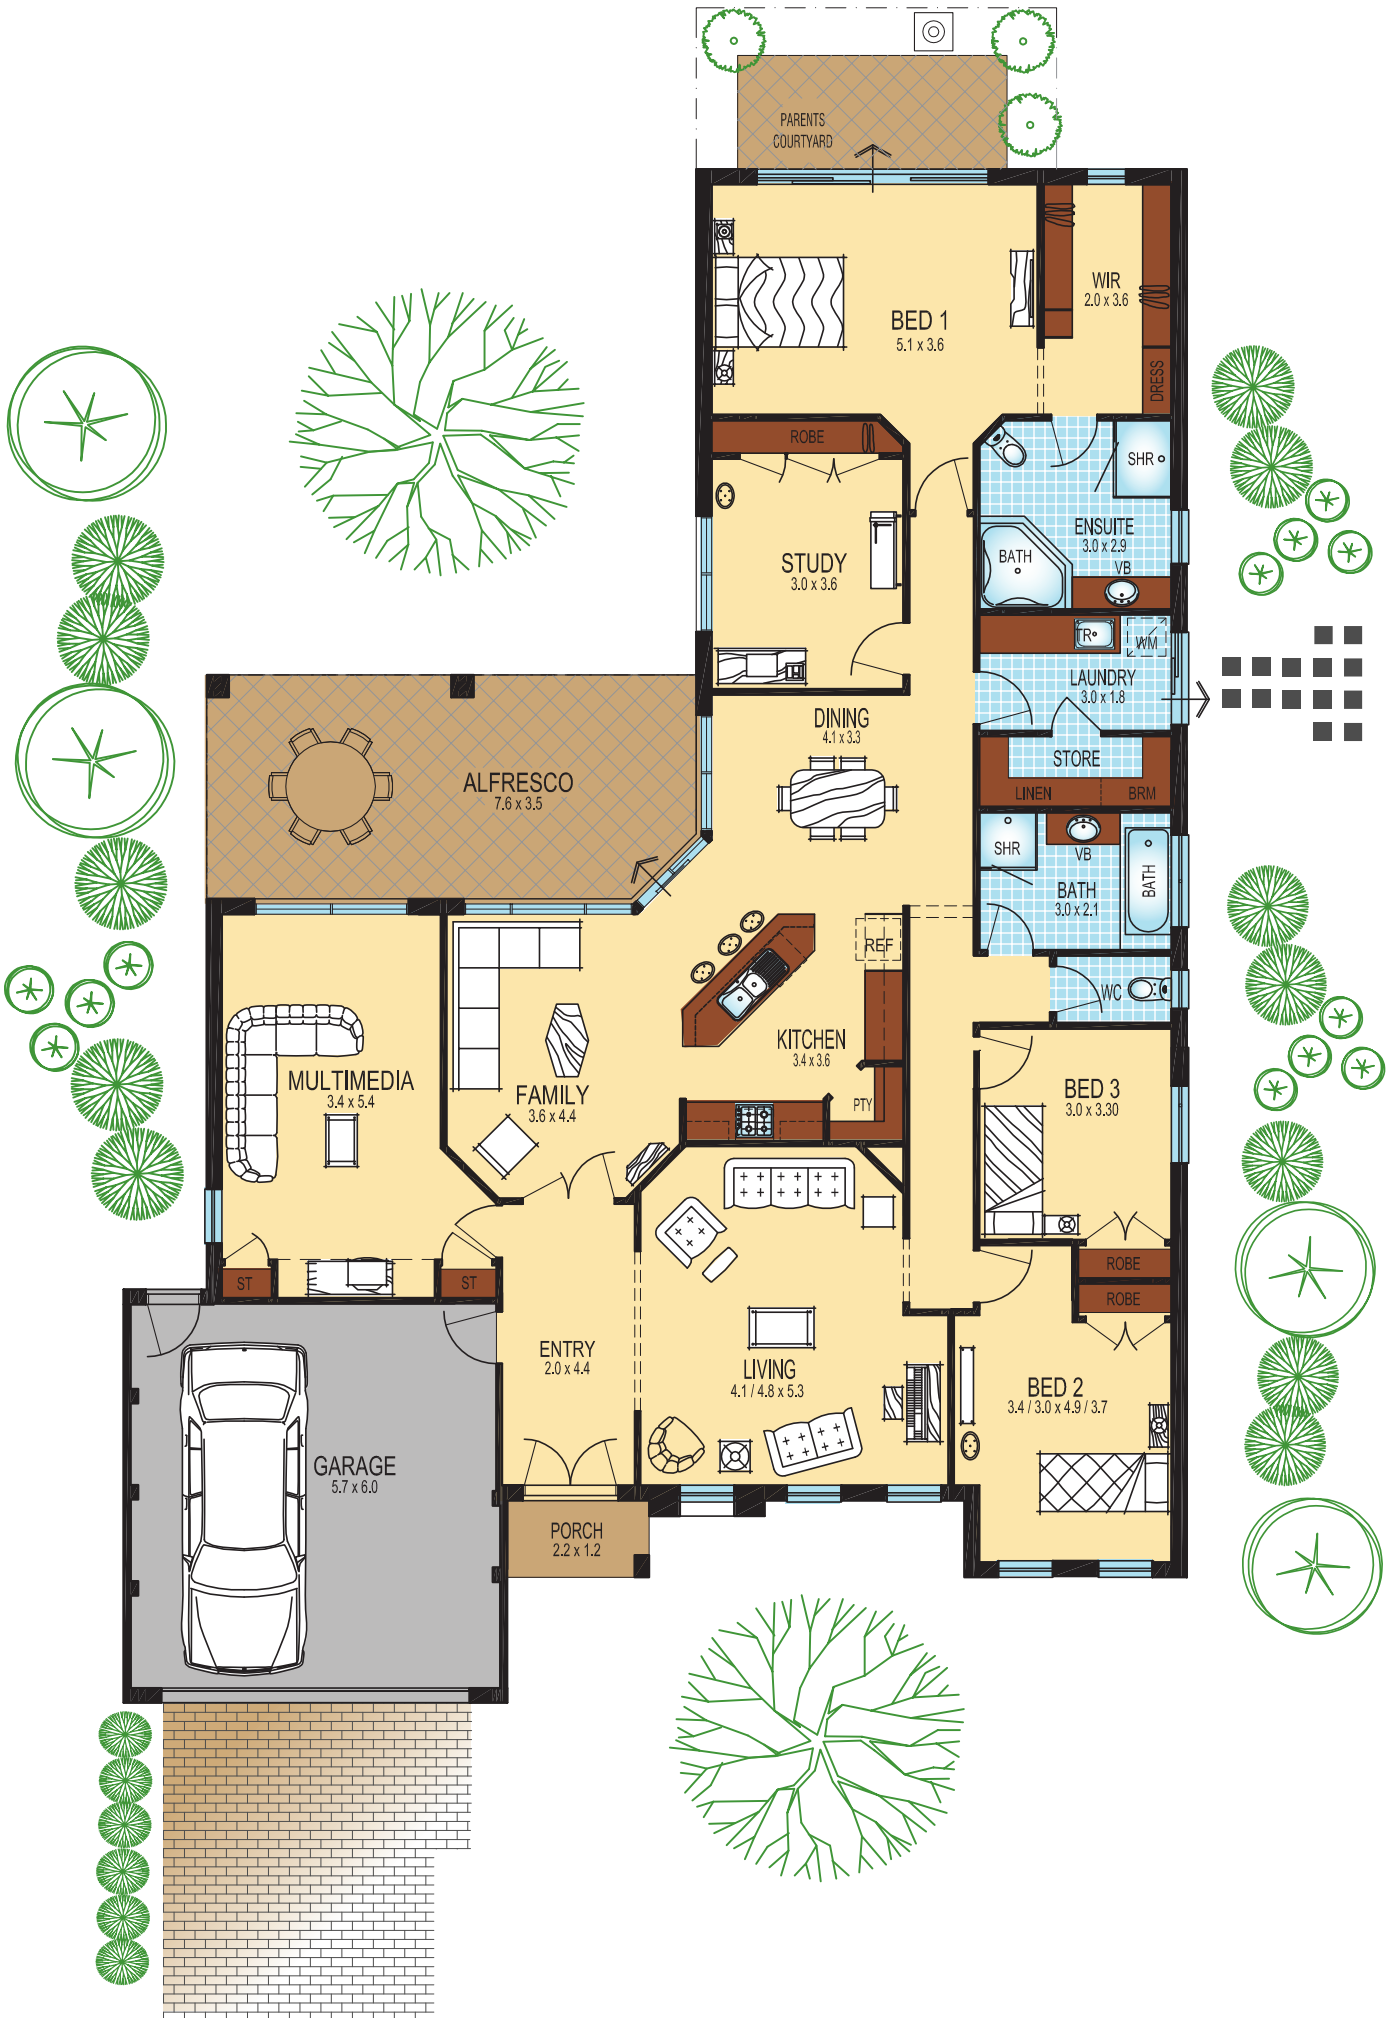 PARENTS
COURTYARD
BED 1
5.1 x 3.6
WIR
2.0 x 3.6
DRESS
ROBE
SHR
ENSUITE
3.0 x 2.9
BATH
VB
STUDY
3.0 x 3.6
TR
WM
LAUNDRY
3.0 x 1.8
DINING
4.1 x 3.3
STORE
LINEN
BRM
ALFRESCO
7.6 x 3.5
SHR
VB
BATH
3.0 x 2.1
BATH
REF
WC
KITCHEN
3.4 x 3.6
PTY
MULTIMEDIA
3.4 x 5.4
FAMILY
3.6 x 4.4
BED 3
3.0 x 3.30
ROBE
ROBE
ST
ST
ENTRY
2.0 x 4.4
LIVING
4.1 / 4.8 x 5.3
BED 2
3.4 / 3.0 x 4.9 / 3.7
GARAGE
5.7 x 6.0
PORCH
2.2 x 1.2